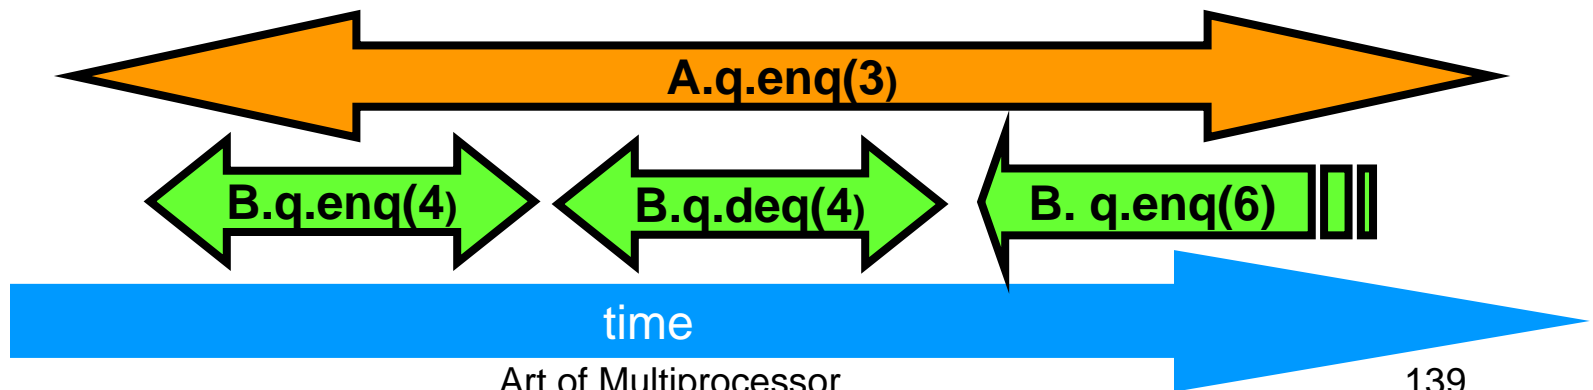 A.q.enq(3)
B.q.enq(4) B.q.deq(4) B. q.enq(6)
time
Art of Multiprocessor 139